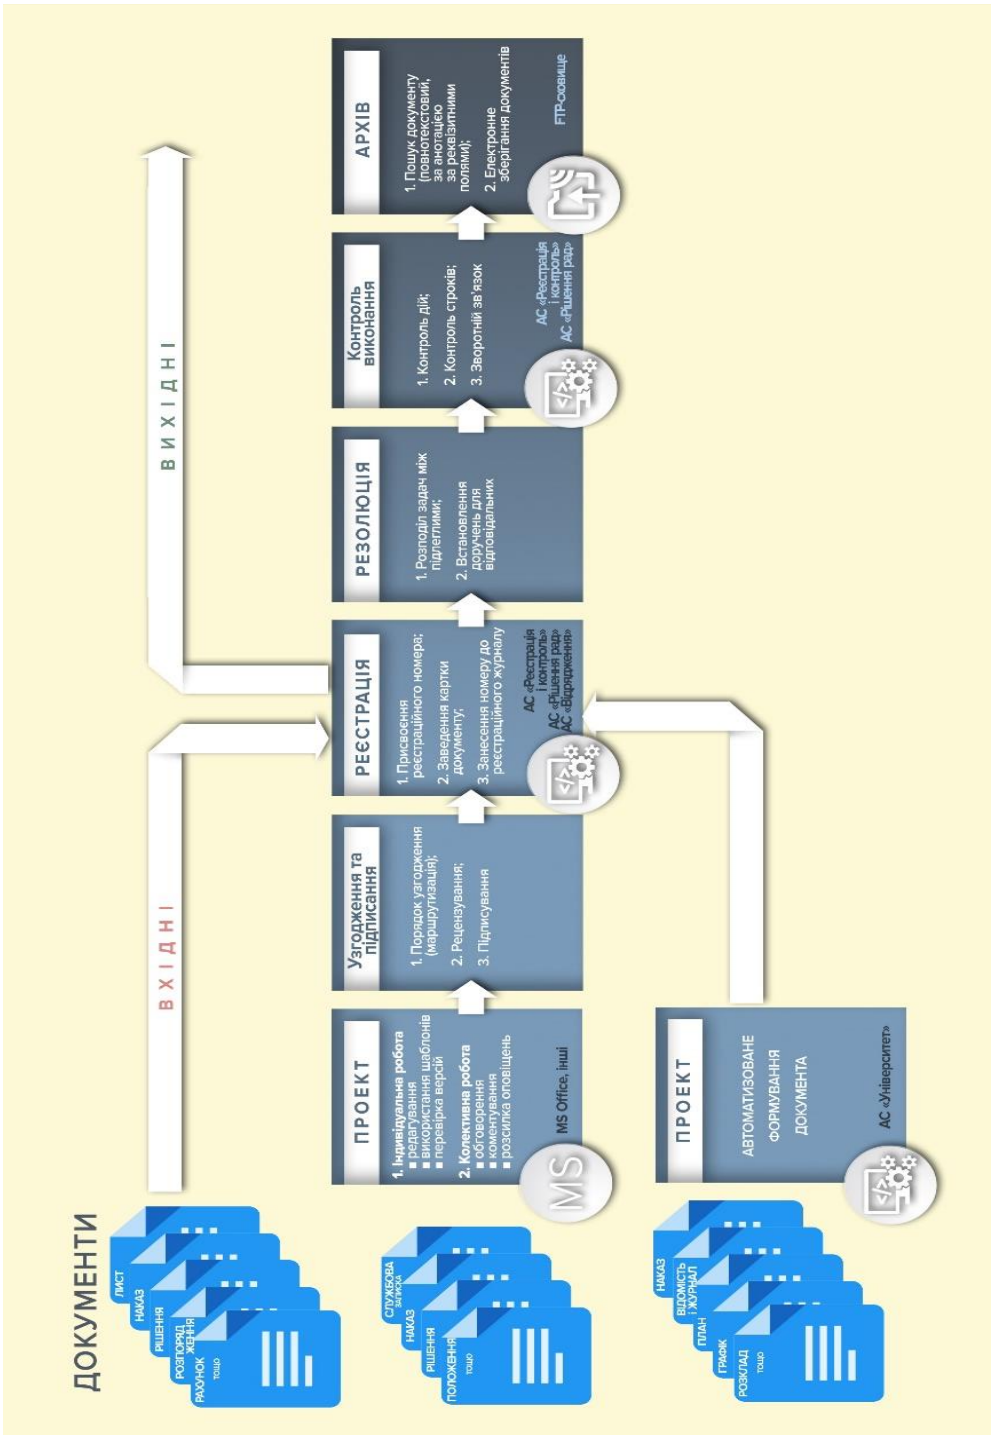 ДОКУМЕНТИ
ЛИСТ
НАКАЗ
РІШЕННЯ
РОЗПОРЯД
ЖЕННЯ
РАХУНОК
тощо
ВХІДНІ
ВИХІДНІ
СЛУЖБОВА
ЗАПИСКА
НАКАЗ
РІШЕННЯ
ПОЛОЖЕННЯ
тощо
ПРОЕКТ
1. Індивідуальна робота
■ редагування
■ використання шаблонів
■ перевірка версій
2. Колективна робота
■ обговорення
■ коментування
■ розсилка оповіщень
MS Office, інші
MS
Узгодження та
підписання
1. Порядок узгодження
(маршрутизація);
2. Рецензування;
3. Підписування
РЕЄСТРАЦІЯ
1. Присвоєння
реєстраційного номера;
2. Заведення картки
документу;
3. Занесення номеру до
реєстраційного журналу
АС «Реєстрація
і контроль»
АС «Рішення рад»
АС «Відрядження»
</>
РЕЗОЛЮЦІЯ
1. Розподіл задач між
підлеглими;
2. Встановлення
доручень для
відповідальних
Контроль
виконання
1. Контроль дій;
2. Контроль строків;
3. Зворотній зв'язок
АС «Реєстрація
і контроль»
АС «Рішення рад»
</>
АРХІВ
1. Пошук документу
(повнотекстовий,
за анотацією
за реквізитними
полями);
2. Електронне
зберігання документів
FTP-сховище
НАКАЗ
ВІДОМІСТЬ
і ЖУРНАЛ
ПЛАН
ГРАФІК
РОЗКЛАД
тощо
ПРОЕКТ
АВТОМАТИЗОВАНЕ
ФОРМУВАННЯ
ДОКУМЕНТА
АС «Університет»
</>